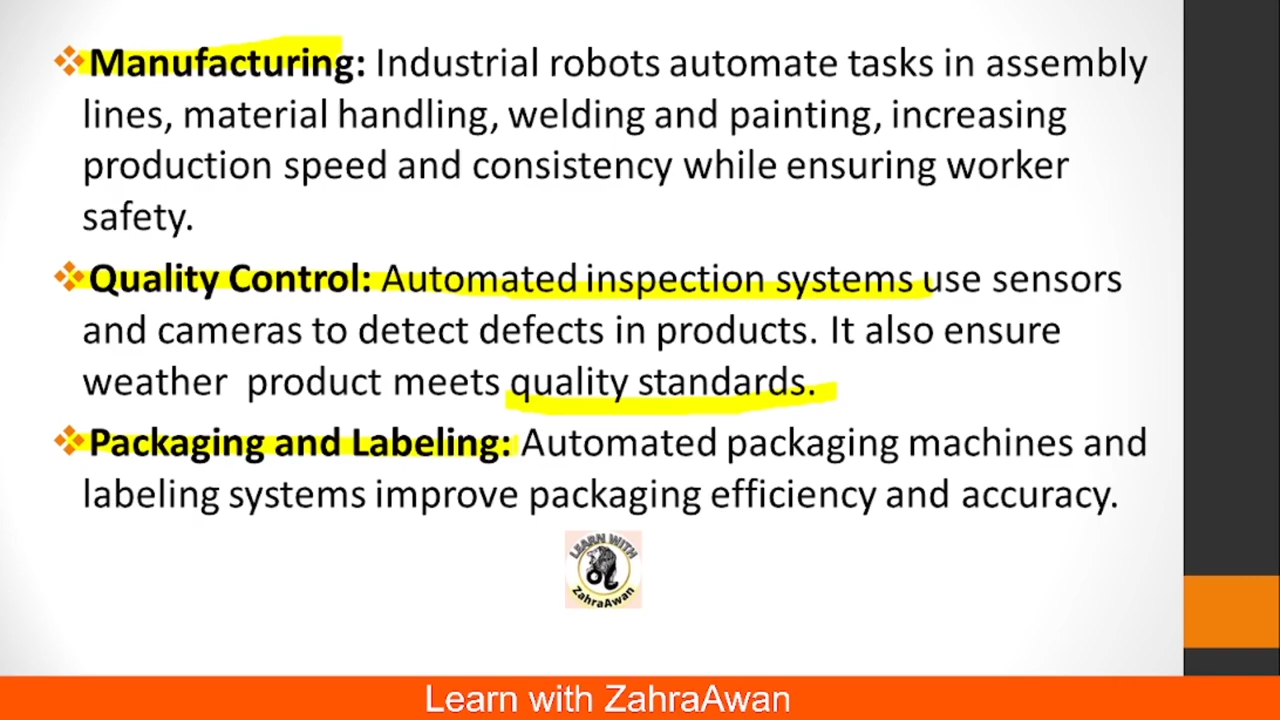 ❖Manufacturing: Industrial robots automate tasks in assembly
lines, material handling, welding and painting, increasing
production speed and consistency while ensuring worker
safety.
❖Quality Control: Automated inspection systems use sensors
and cameras to detect defects in products. It also ensure
weather  product meets quality standards.
❖Packaging and Labeling: Automated packaging machines and
labeling systems improve packaging efficiency and accuracy.
LEARN WITH
ZahraAwan
Learn with ZahraAwan